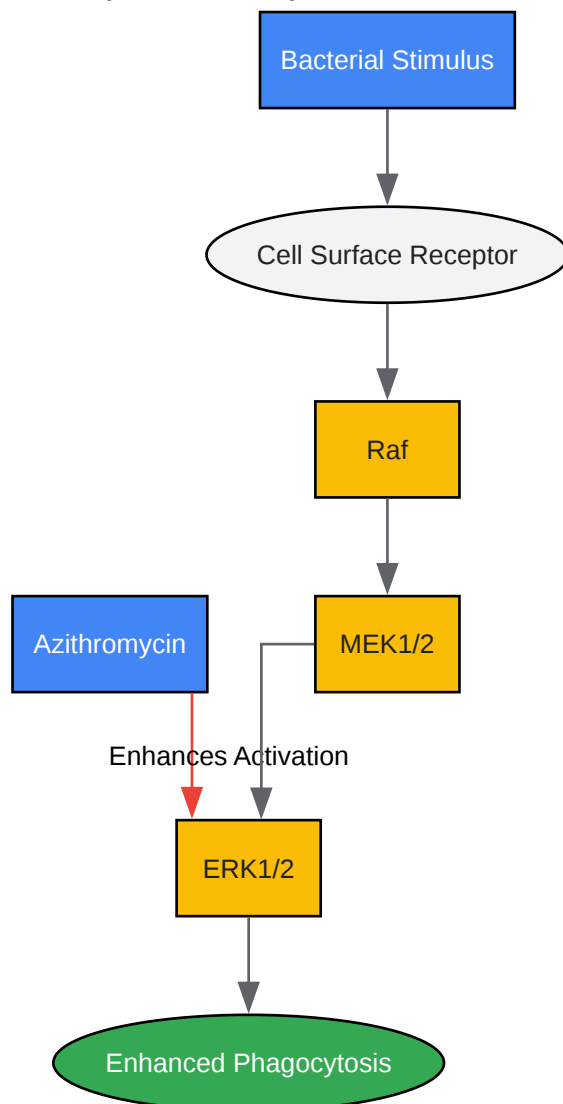 Bacterial Stimulus
Cell Surface Receptor
Raf
Azithromycin
MEK1/2
Enhances Activation
ERK1/2
Enhanced Phagocytosis